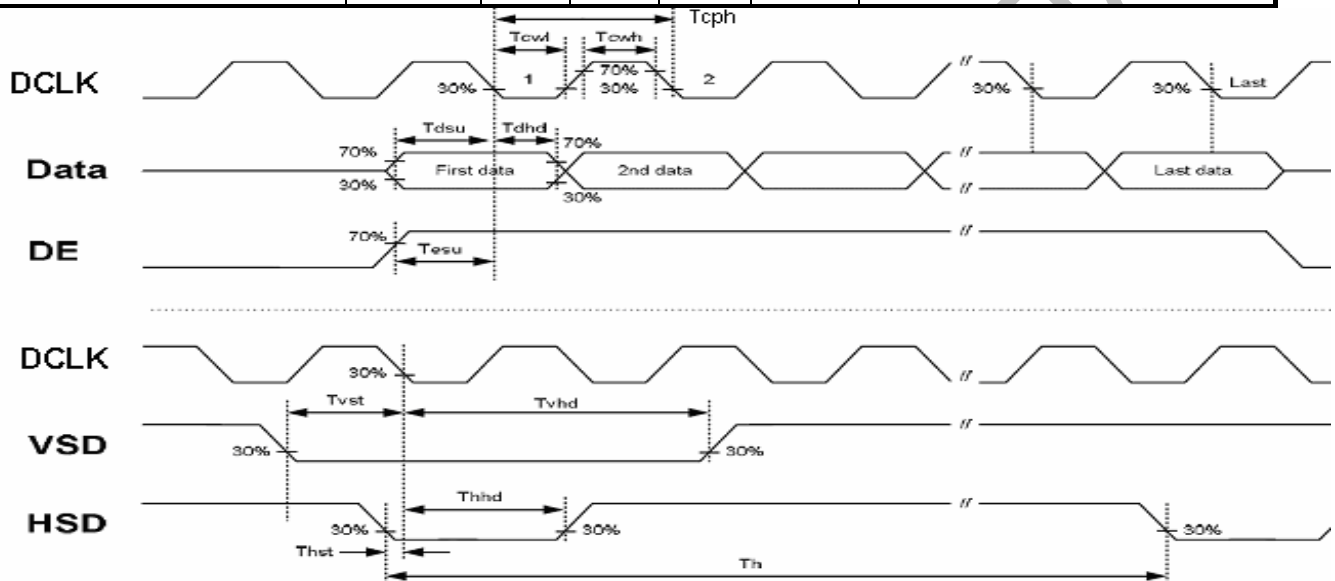 Tcph
Tcwl Tcwh
DCLK 30% 1 70% 30% 2 // 30% 30% Last
Tdsu Tdhd
Data 70% 30% First data 70% 30% 2nd data // // Last data
DE 70% Tesu //
DCLK 30% //
Tvst Tvhd
VSD 30% 30% //
Thhd
HSD 30% 30% // 30%
Thst
Th